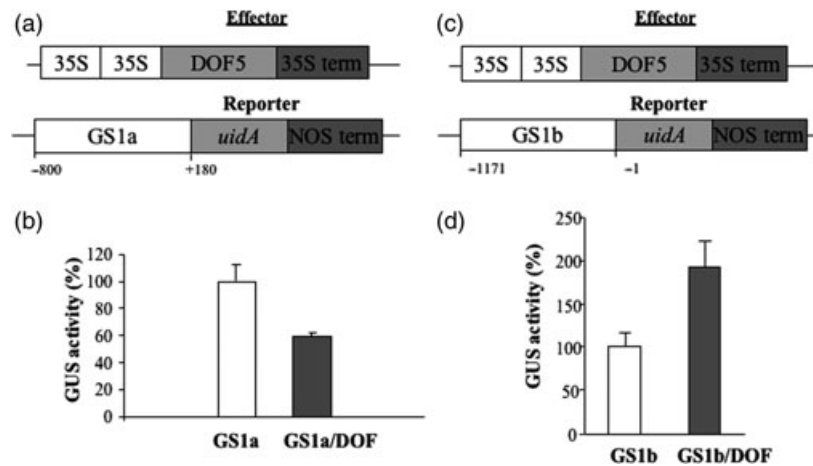 (a)
Effector
35S 35S DOF5 35S term
Reporter
GS1a uidA NOS term
−800 +180
(b)
GUS activity (%)
120
100
80
60
40
20
0
GS1a GS1a/DOF
(c)
Effector
35S 35S DOF5 35S term
Reporter
GS1b uidA NOS term
−1171 −1
(d)
GUS activity (%)
250
200
150
100
50
0
GS1b GS1b/DOF